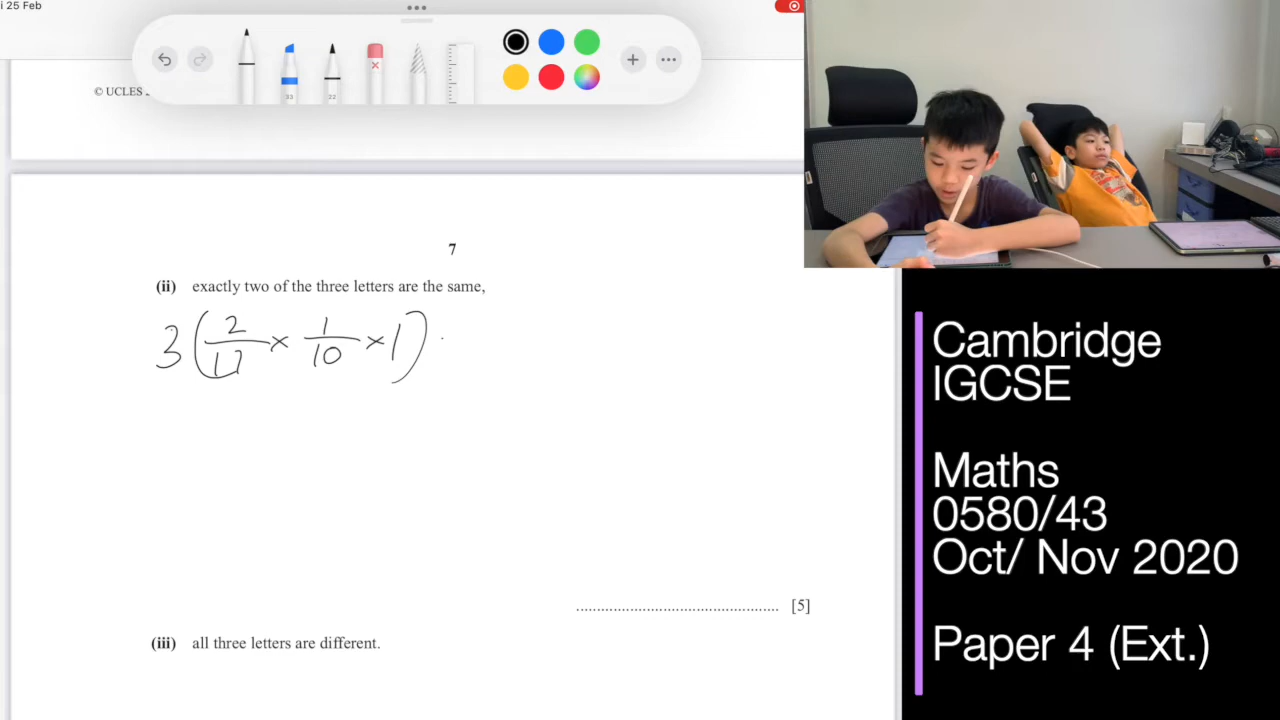 i 25 Feb
33
22
© UCLES
7
(ii) exactly two of the three letters are the same,
3(2/11 × 1/10 × 1)
[5]
(iii) all three letters are different.
Cambridge
IGCSE
Maths
0580/43
Oct/ Nov 2020
Paper 4 (Ext.)